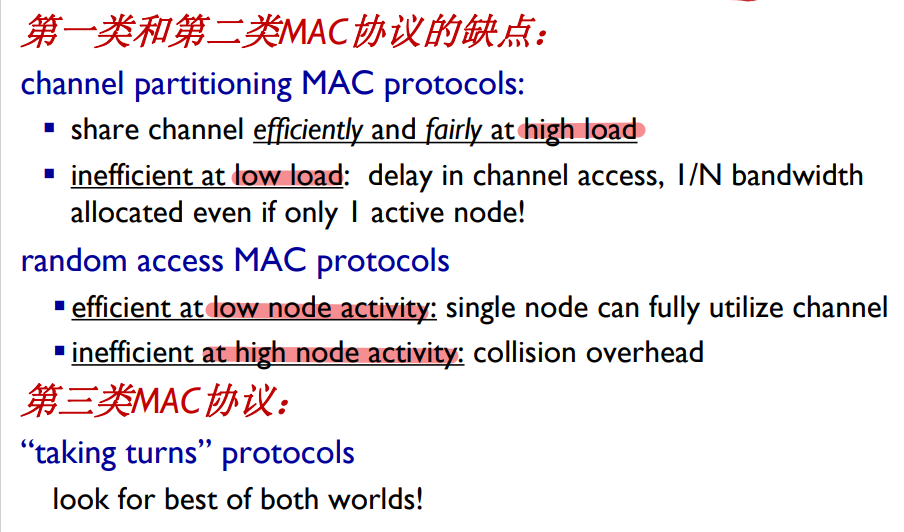 第一类和第二类MAC协议的缺点：
channel partitioning MAC protocols:
▪ share channel efficiently and fairly at high load
▪ inefficient at low load: delay in channel access, 1/N bandwidth
allocated even if only 1 active node!
random access MAC protocols
▪ efficient at low node activity: single node can fully utilize channel
▪ inefficient at high node activity: collision overhead
第三类MAC协议：
“taking turns” protocols
look for best of both worlds!